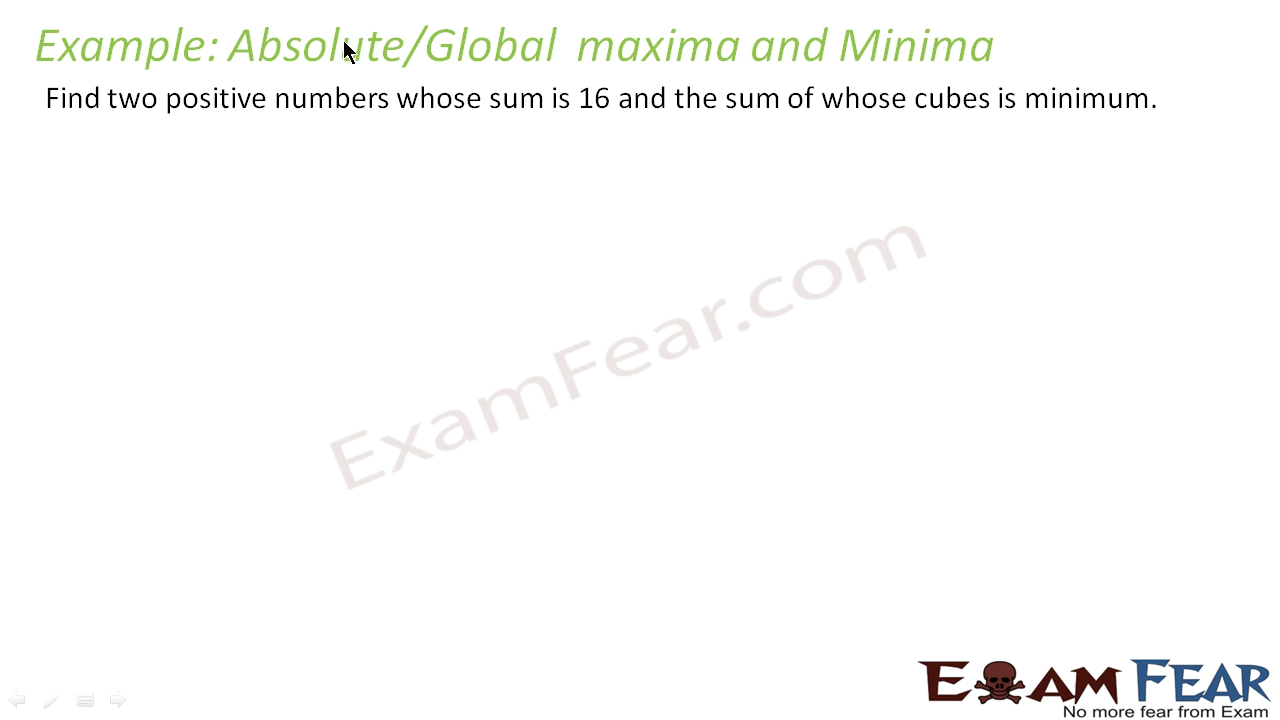 Example: Absolute/Global maxima and Minima
Find two positive numbers whose sum is 16 and the sum of whose cubes is minimum.
ExamFear.com
EXAM FEAR
No more fear from Exam